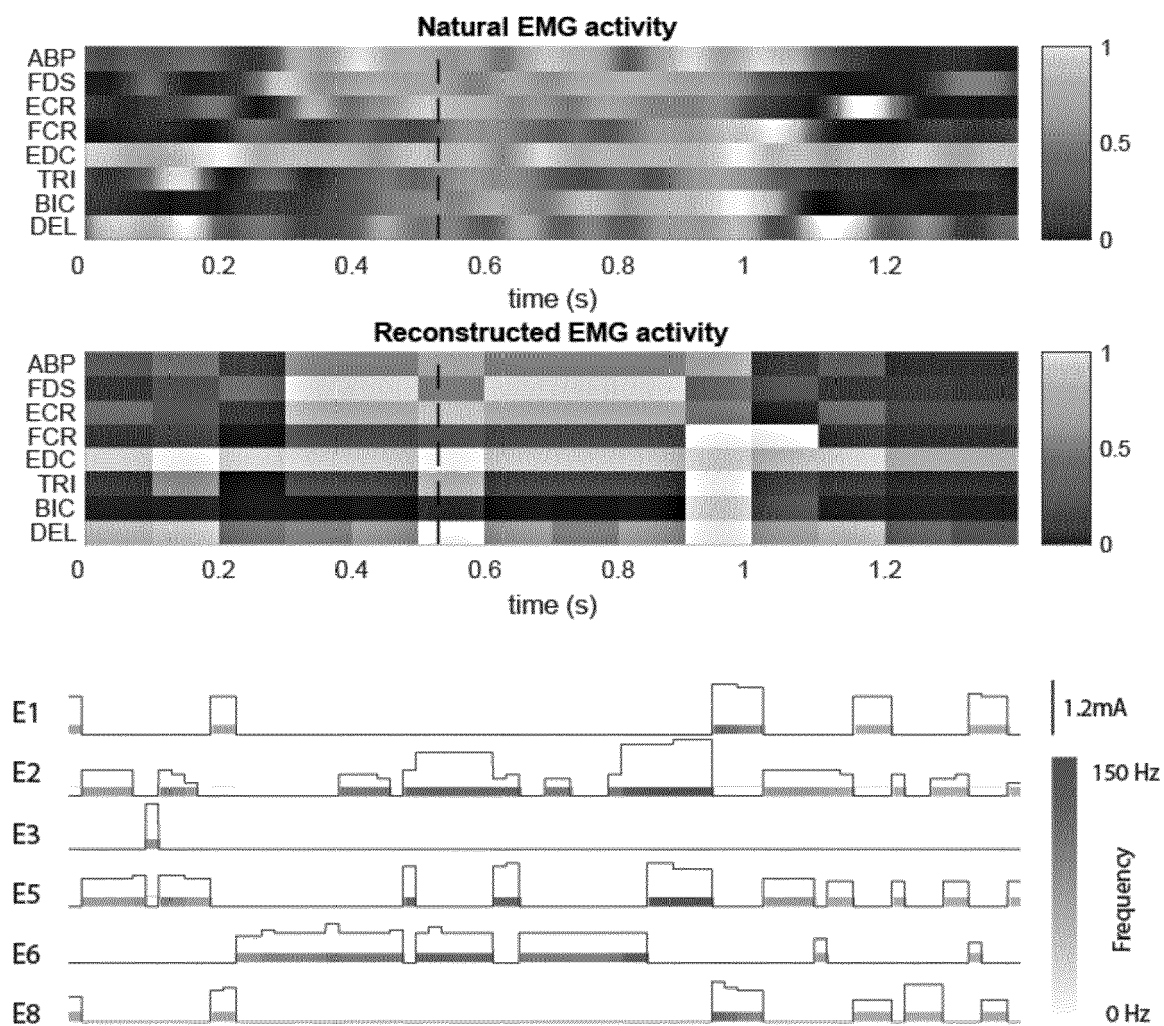 Natural EMG activity
ABP
FDS
ECR
FCR
EDC
TRI
BIC
DEL
1
0.5
0
0 0.2 0.4 0.6 0.8 1 1.2
time (s)
Reconstructed EMG activity
ABP
FDS
ECR
FCR
EDC
TRI
BIC
DEL
1
0.5
0
0 0.2 0.4 0.6 0.8 1 1.2
time (s)
E1
1.2mA
E2
150 Hz
E3
E5
Frequency
E6
E8
0 Hz